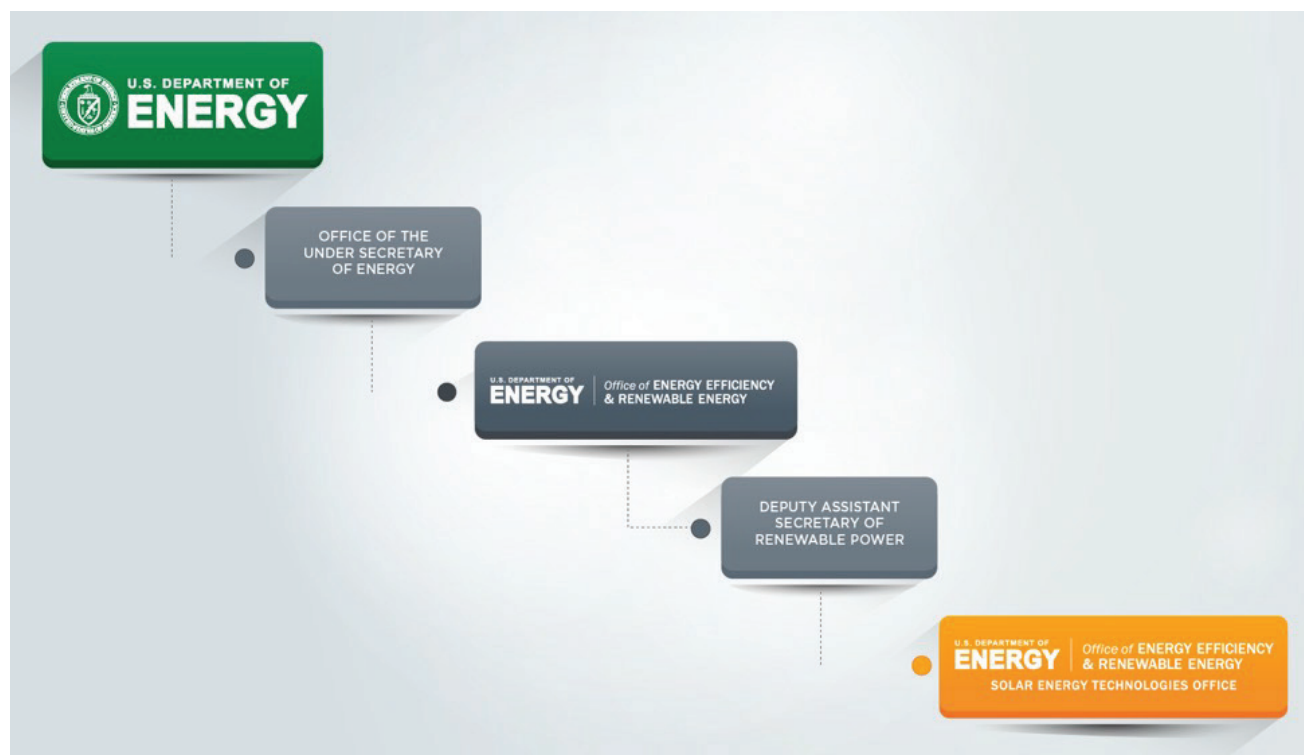 U.S. DEPARTMENT OF
ENERGY
OFFICE OF THE
UNDER SECRETARY
OF ENERGY
U.S. DEPARTMENT OF
ENERGY
Office of ENERGY EFFICIENCY
& RENEWABLE ENERGY
DEPUTY ASSISTANT
SECRETARY OF
RENEWABLE POWER
U.S. DEPARTMENT OF
ENERGY
Office of ENERGY EFFICIENCY
& RENEWABLE ENERGY
SOLAR ENERGY TECHNOLOGIES OFFICE